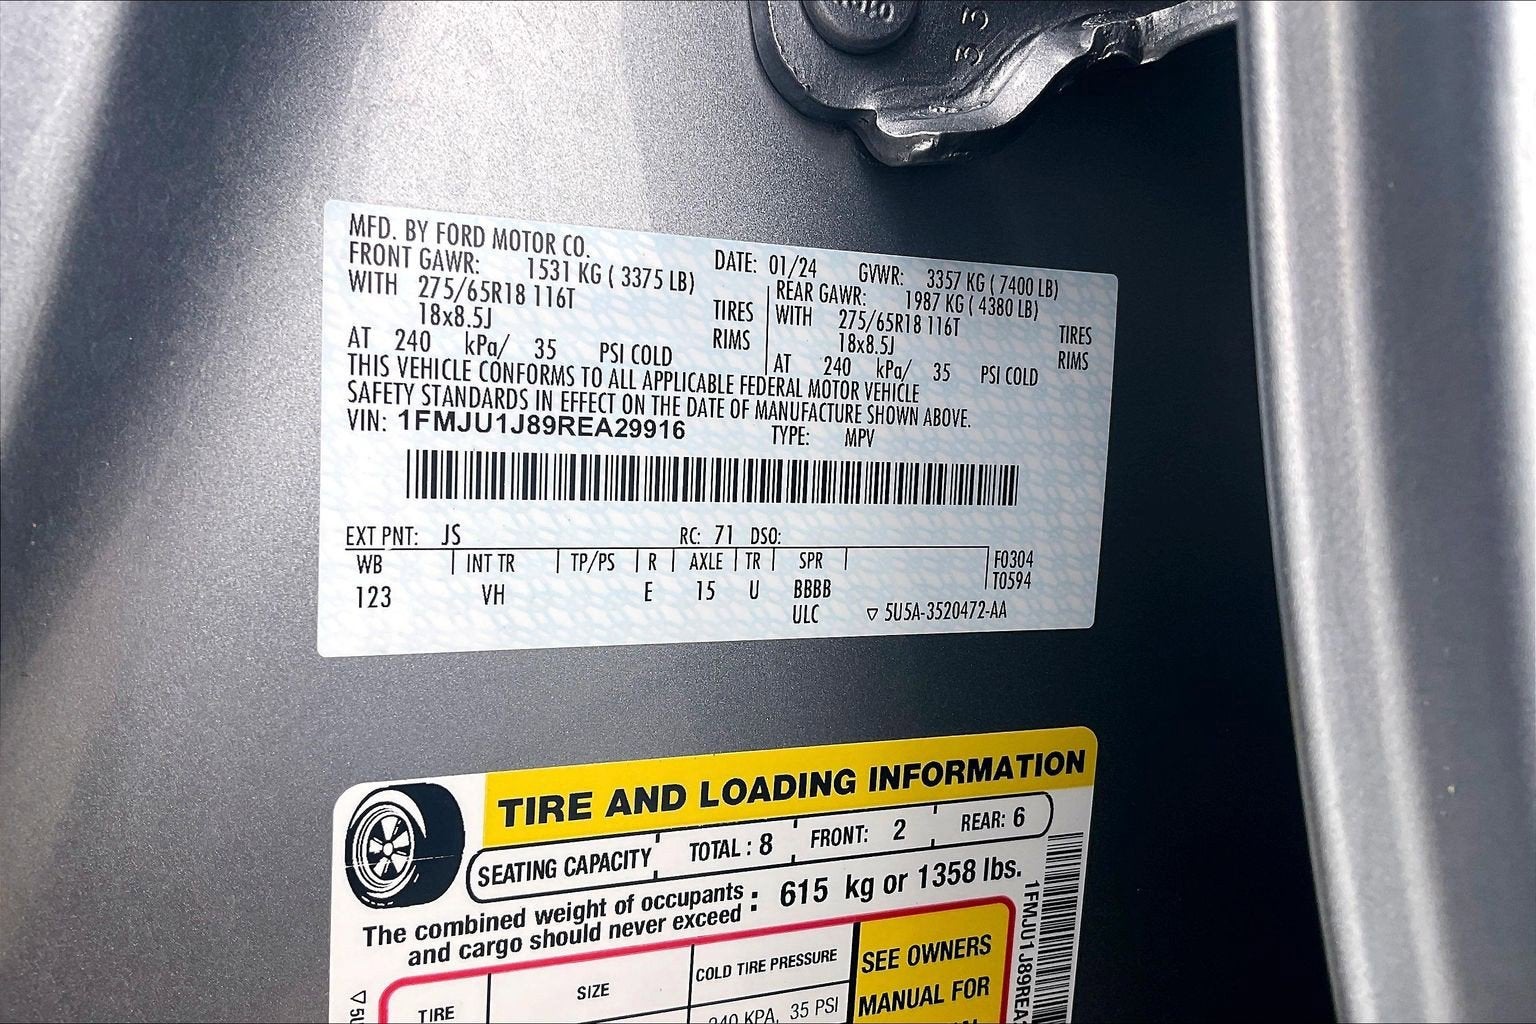 33
MFD. BY FORD MOTOR CO.
DATE: 01/24 GVWR: 3357 KG ( 7400 LB)
FRONT GAWR: 1531 KG ( 3375 LB)
WITH 275/65R18 116T TIRES
18x8.5J RIMS
AT 240 kPa/ 35 PSI COLD
REAR GAWR: 1987 KG ( 4380 LB)
WITH 275/65R18 116T TIRES
18x8.5J RIMS
AT 240 kPa/ 35 PSI COLD
THIS VEHICLE CONFORMS TO ALL APPLICABLE FEDERAL MOTOR VEHICLE
SAFETY STANDARDS IN EFFECT ON THE DATE OF MANUFACTURE SHOWN ABOVE.
VIN: 1FMJU1J89REA29916 TYPE: MPV
EXT PNT: JS RC: 71 DSO:
WB INT TR TP/PS R AXLE TR SPR F0304
123 VH E 15 U BBBB T0594
ULC ▽ 5U5A-3520472-AA
TIRE AND LOADING INFORMATION
SEATING CAPACITY TOTAL : 8 FRONT: 2 REAR: 6
The combined weight of occupants
and cargo should never exceed : 615 kg or 1358 lbs.
TIRE SIZE COLD TIRE PRESSURE SEE OWNERS
240 KPA, 35 PSI MANUAL FOR
1FMJU1J89REA
▽5U